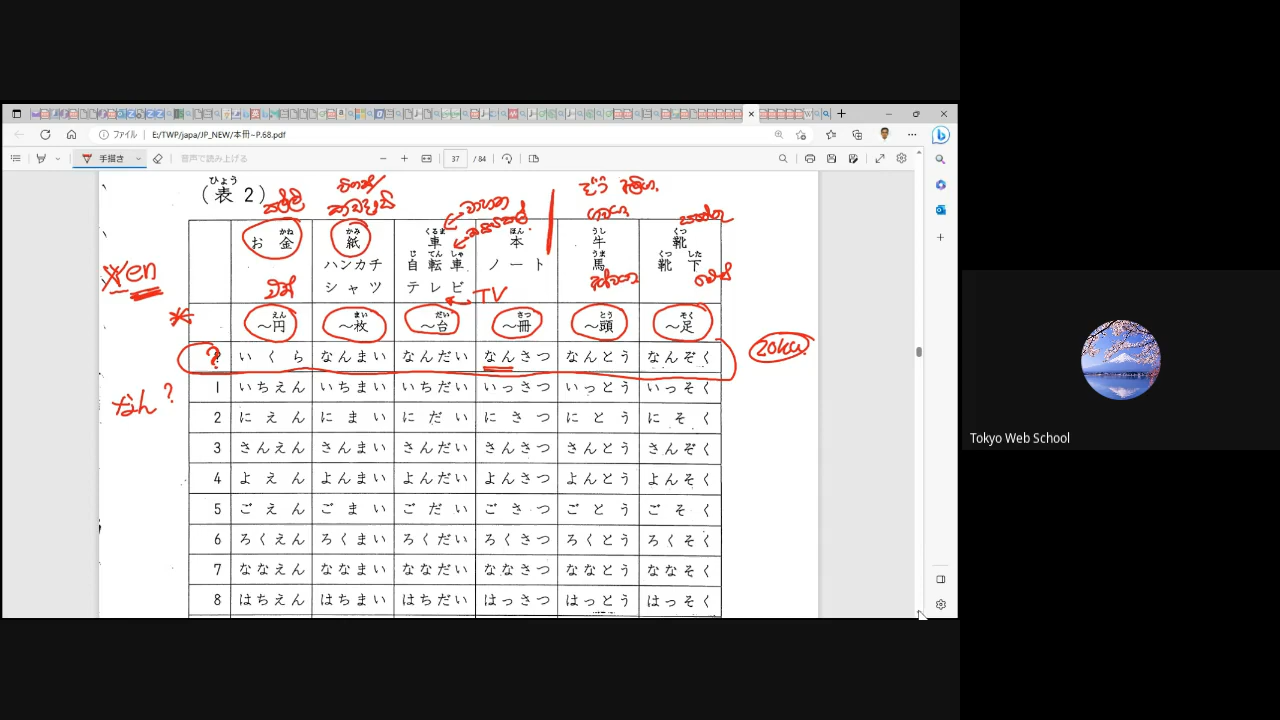 ファイル | E:/TWP/japa/JP_NEW/本冊~P.68.pdf
手描き 音声で読み上げる 37 / 84
ひょう
(表 2)
かね かみ くるま ほん うし くつ
お 金 紙 車 本 牛 靴
じ てん しゃ うま くつ した
ハンカチ 自 転 車 ノート 馬 靴 下
シャツ テレビ
TV
en
えん まい だい さつ とう そく
~円 ~枚 ~台 ~冊 ~頭 ~足
? いくら なんまい なんだい なんさつ なんとう なんぞく
なん?
1 いちえん いちまい いちだい いっさつ いっとう いっそく
2 にえん にまい にだい にさつ にとう にそく
3 さんえん さんまい さんだい さんさつ さんとう さんぞく
4 よえん よんまい よんだい よんさつ よんとう よんそく
5 ごえん ごまい ごだい ごさつ ごとう ごそく
6 ろくえん ろくまい ろくだい ろくさつ ろくとう ろくそく
7 ななえん ななまい ななだい ななさつ ななとう ななそく
8 はちえん はちまい はちだい はっさつ はっとう はっそく
Tokyo Web School